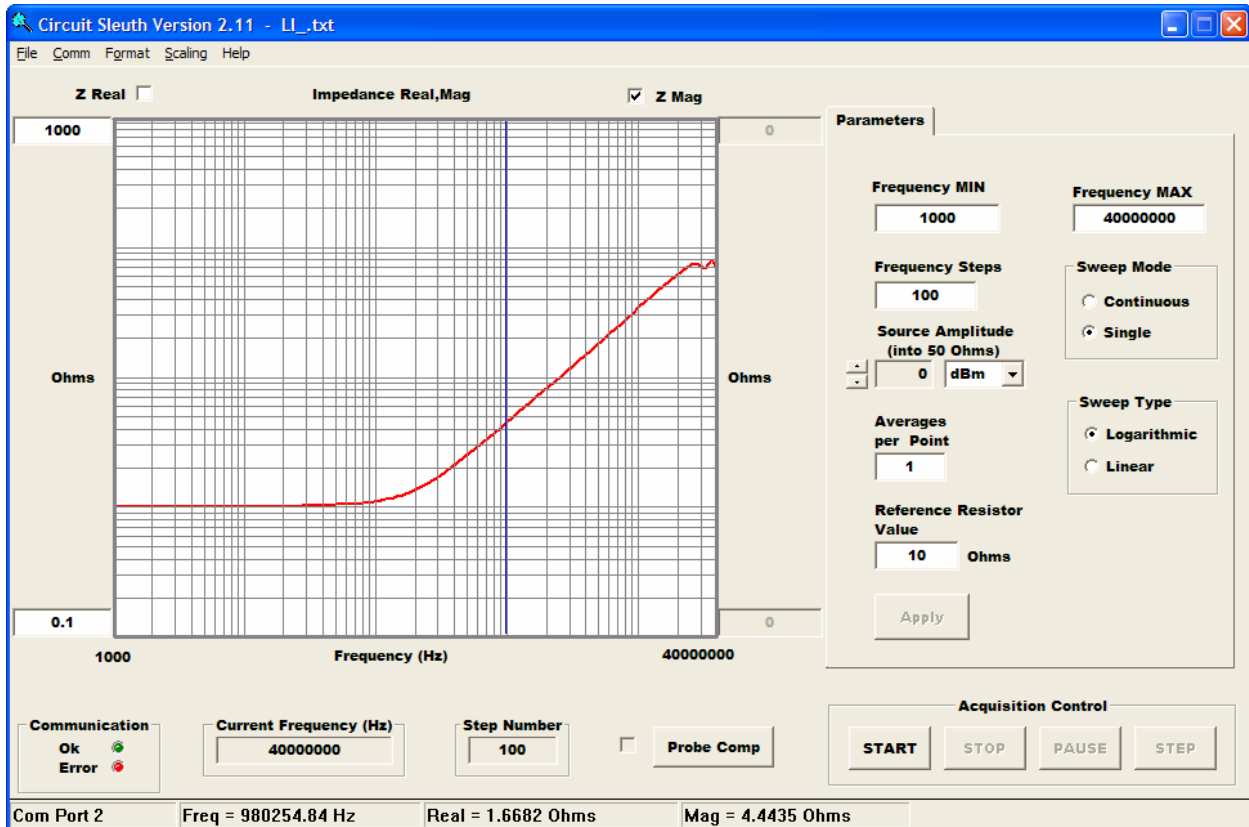 Circuit Sleuth Version 2.11 - LI_.txt
File Comm Format Scaling Help
Z Real
Impedance Real,Mag
Z Mag
1000
0
Ohms
Ohms
0.1
0
1000
Frequency (Hz)
40000000
Parameters
Frequency MIN
1000
Frequency MAX
40000000
Frequency Steps
100
Source Amplitude
(into 50 Ohms)
0 dBm
Averages
per Point
1
Reference Resistor
Value
10 Ohms
Apply
Sweep Mode
Continuous
Single
Sweep Type
Logarithmic
Linear
Communication
Ok
Error
Current Frequency (Hz)
40000000
Step Number
100
Probe Comp
Acquisition Control
START STOP PAUSE STEP
Com Port 2 Freq = 980254.84 Hz Real = 1.6682 Ohms Mag = 4.4435 Ohms